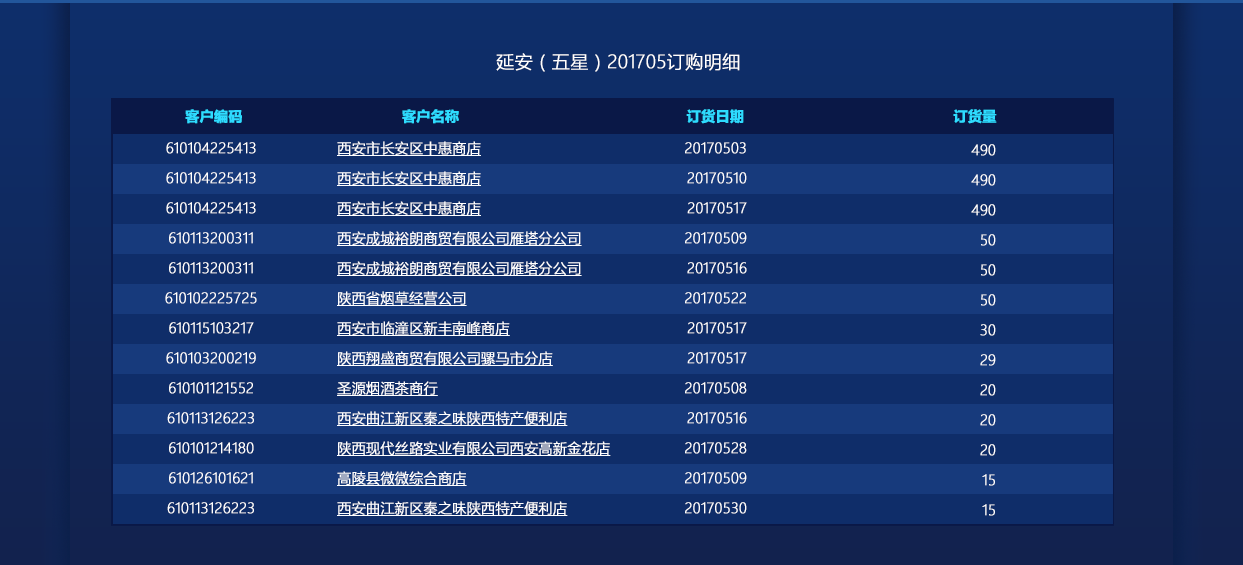 延安（五星）201705订购明细
客户编码 客户名称 订货日期 订货量
610104225413 西安市长安区中惠商店 20170503 490
610104225413 西安市长安区中惠商店 20170510 490
610104225413 西安市长安区中惠商店 20170517 490
610113200311 西安成城裕朗商贸有限公司雁塔分公司 20170509 50
610113200311 西安成城裕朗商贸有限公司雁塔分公司 20170516 50
610102225725 陕西省烟草经营公司 20170522 50
610115103217 西安市临潼区新丰南峰商店 20170517 30
610103200219 陕西翔盛商贸有限公司骡马市分店 20170517 29
610101121552 圣源烟酒茶商行 20170508 20
610113126223 西安曲江新区秦之味陕西特产便利店 20170516 20
610101214180 陕西现代丝路实业有限公司西安高新金花店 20170528 20
610126101621 高陵县微微综合商店 20170509 15
610113126223 西安曲江新区秦之味陕西特产便利店 20170530 15